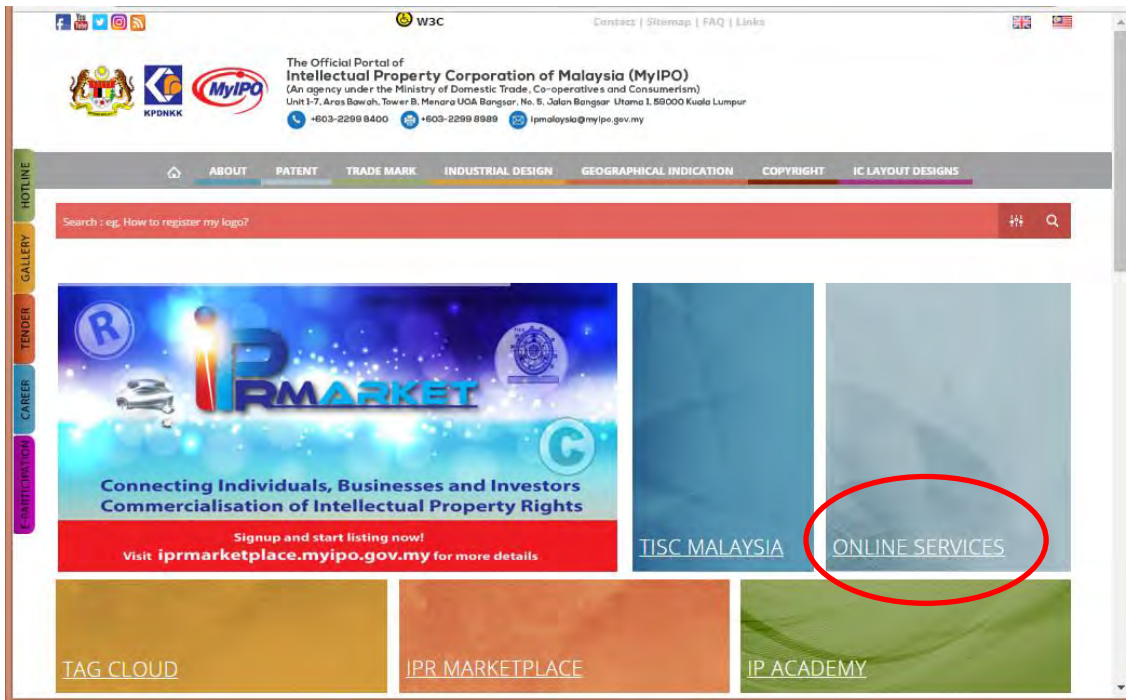 You Tube
W3C
Contact | Sitemap | FAQ | Links
The Official Portal of
Intellectual Property Corporation of Malaysia (MyIPO)
(An agency under the Ministry of Domestic Trade, Co-operatives and Consumerism)
Unit 1-7, Aras Bawah, Tower B, Menara UOA Bangsar, No. 5, Jalan Bangsar Utama 1, 59000 Kuala Lumpur
+603-2299 8400 +603-2299 8989 ipmalaysia@myipo.gov.my
KPDNKK
MyIPO
ABOUT PATENT TRADE MARK INDUSTRIAL DESIGN GEOGRAPHICAL INDICATION COPYRIGHT IC LAYOUT DESIGNS
HOTLINE
GALLERY
TENDER
CAREER
E-PARTICIPATION
Search : eg, How to register my logo?
R
iPRMARKET
C
Connecting Individuals, Businesses and Investors
Commercialisation of Intellectual Property Rights
Signup and start listing now!
Visit iprmarketplace.myipo.gov.my for more details
TISC MALAYSIA
ONLINE SERVICES
TAG CLOUD
IPR MARKETPLACE
IP ACADEMY